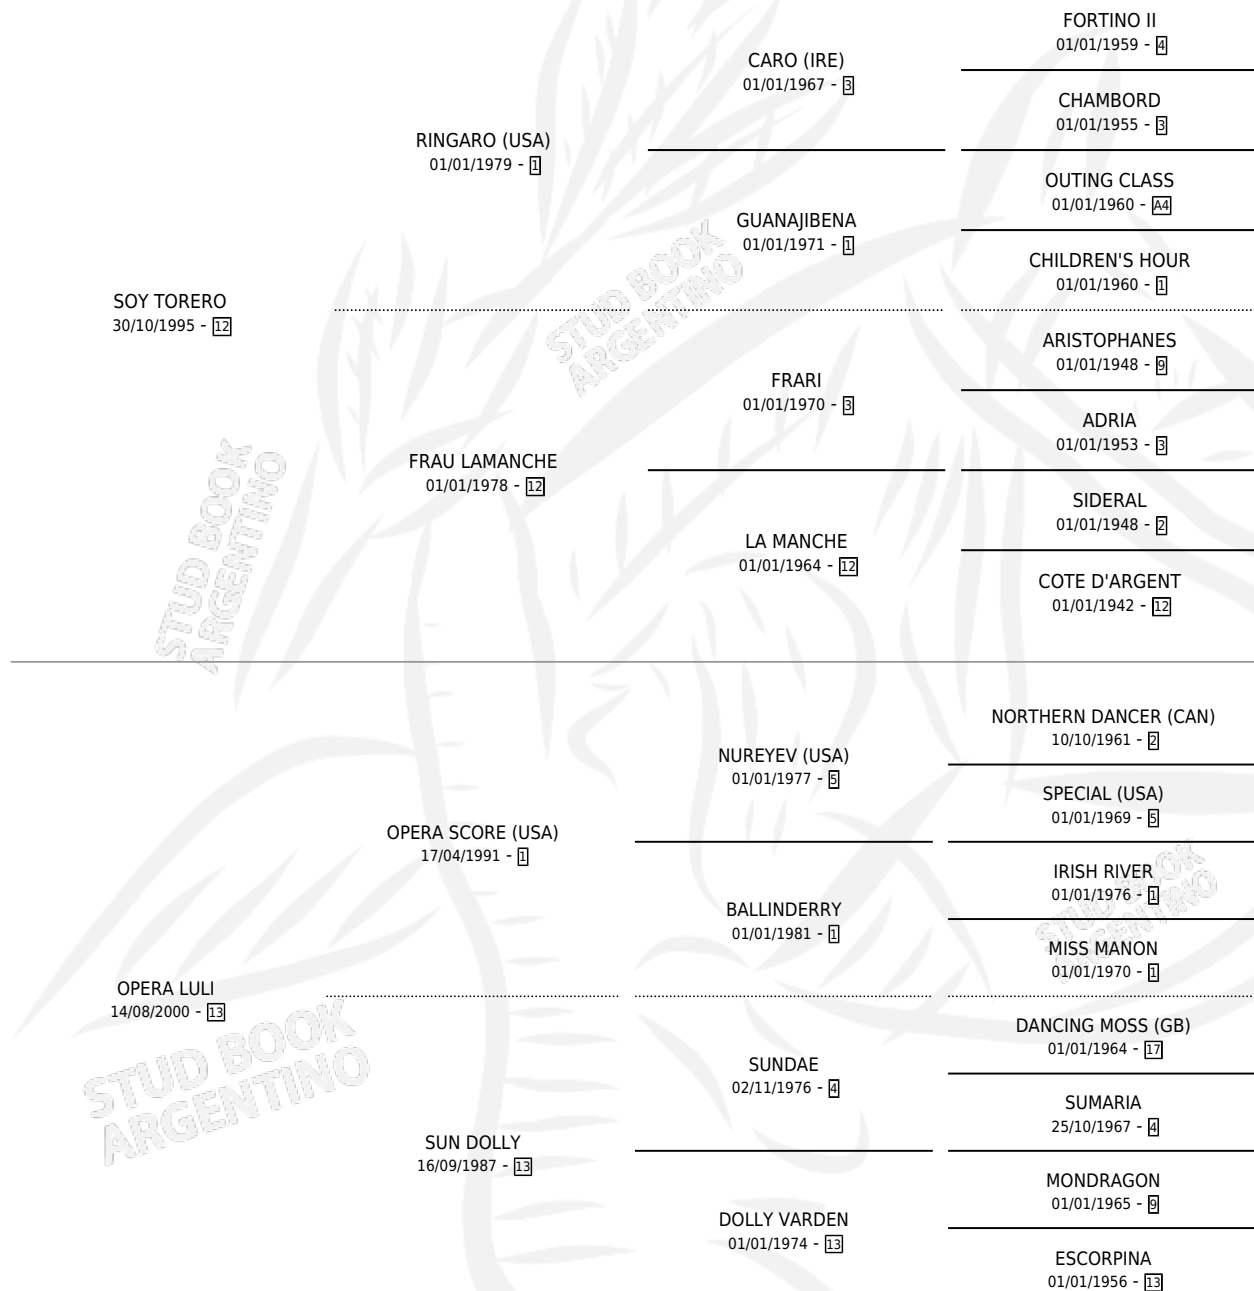 FORTINO II
01/01/1959 - 4
CARO (IRE)
01/01/1967 - 3
CHAMBORD
01/01/1955 - 3
RINGARO (USA)
01/01/1979 - 1
OUTING CLASS
01/01/1960 - A4
GUANAJIBENA
01/01/1971 - 1
CHILDREN'S HOUR
01/01/1960 - 1
SOY TORERO
30/10/1995 - 12
ARISTOPHANES
01/01/1948 - 9
FRARI
01/01/1970 - 3
ADRIA
01/01/1953 - 3
FRAU LAMANCHE
01/01/1978 - 12
SIDERAL
01/01/1948 - 2
LA MANCHE
01/01/1964 - 12
COTE D'ARGENT
01/01/1942 - 12
NORTHERN DANCER (CAN)
10/10/1961 - 2
NUREYEV (USA)
01/01/1977 - 5
SPECIAL (USA)
01/01/1969 - 5
OPERA SCORE (USA)
17/04/1991 - 1
IRISH RIVER
01/01/1976 - 1
BALLINDERRY
01/01/1981 - 1
MISS MANON
01/01/1970 - 1
OPERA LULI
14/08/2000 - 13
DANCING MOSS (GB)
01/01/1964 - 17
SUNDAE
02/11/1976 - 4
SUMARIA
25/10/1967 - 4
SUN DOLLY
16/09/1987 - 13
MONDRAGON
01/01/1965 - 9
DOLLY VARDEN
01/01/1974 - 13
ESCORPINA
01/01/1956 - 13
STUD BOOK
ARGENTINO
STUD BOOK
ARGENTINO
STUD BOOK
ARGENTINO
STUD BOOK
ARGENTINO